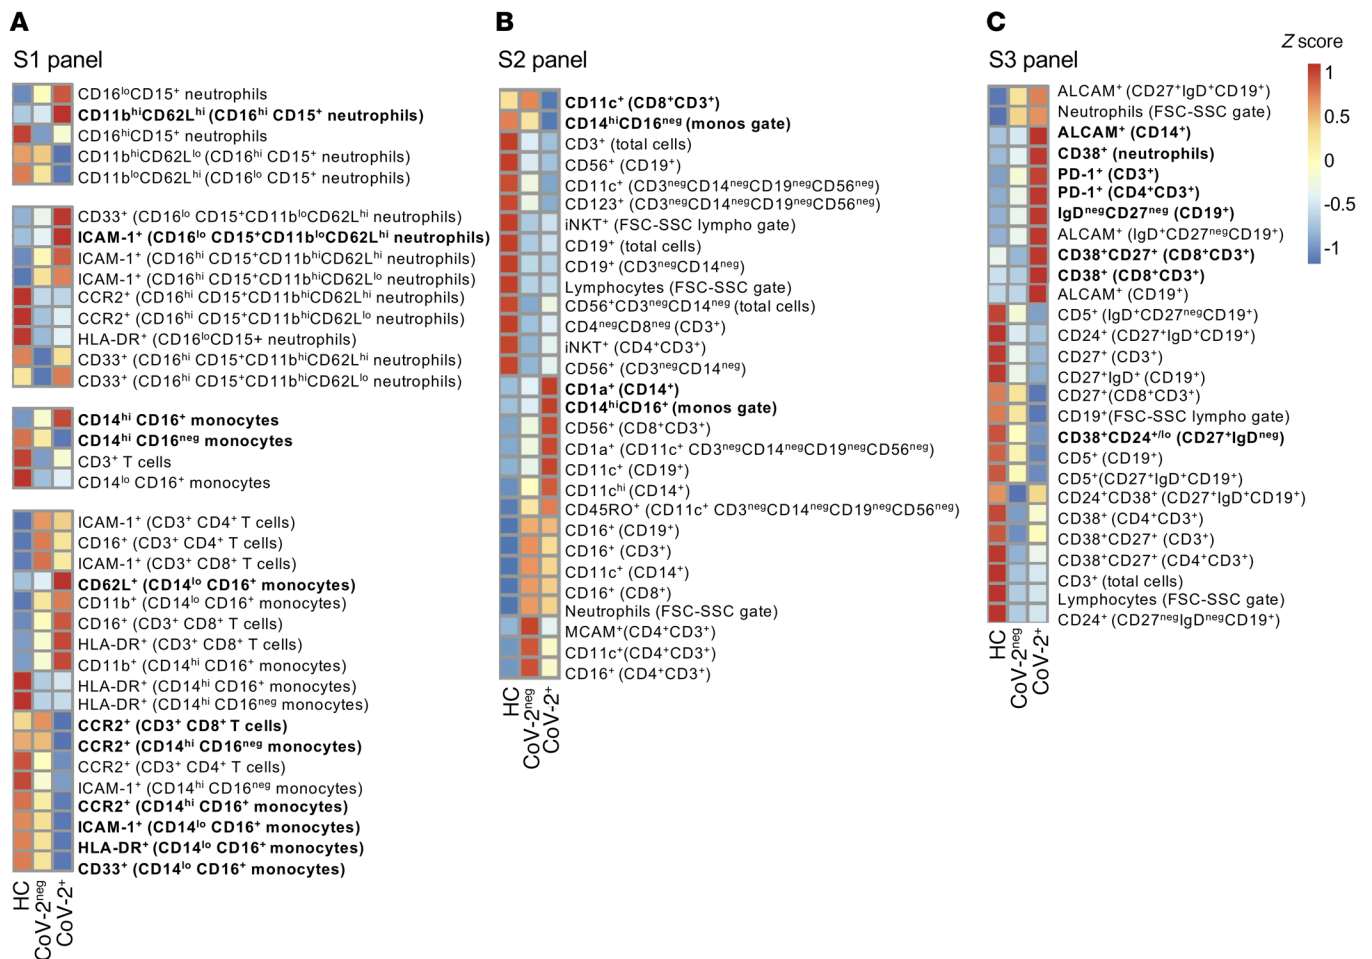 A
S1 panel
CD16loCD15+ neutrophils
CD11bhiCD62Lhi (CD16hi CD15+ neutrophils)
CD16hiCD15+ neutrophils
CD11bhiCD62Llo (CD16hi CD15+ neutrophils)
CD11bloCD62Lhi (CD16lo CD15+ neutrophils)
CD33+ (CD16lo CD15+CD11bloCD62Lhi neutrophils)
ICAM-1+ (CD16lo CD15+CD11bloCD62Lhi neutrophils)
ICAM-1+ (CD16hi CD15+CD11bhiCD62Lhi neutrophils)
ICAM-1+ (CD16hi CD15+CD11bhiCD62Llo neutrophils)
CCR2+ (CD16hi CD15+CD11bhiCD62Lhi neutrophils)
CCR2+ (CD16hi CD15+CD11bhiCD62Llo neutrophils)
HLA-DR+ (CD16loCD15+ neutrophils)
CD33+ (CD16hi CD15+CD11bhiCD62Lhi neutrophils)
CD33+ (CD16hi CD15+CD11bhiCD62Llo neutrophils)
CD14hi CD16+ monocytes
CD14hi CD16neg monocytes
CD3+ T cells
CD14lo CD16+ monocytes
ICAM-1+ (CD3+ CD4+ T cells)
CD16+ (CD3+ CD4+ T cells)
ICAM-1+ (CD3+ CD8+ T cells)
CD62L+ (CD14lo CD16+ monocytes)
CD11b+ (CD14lo CD16+ monocytes)
CD16+ (CD3+ CD8+ T cells)
HLA-DR+ (CD3+ CD8+ T cells)
CD11b+ (CD14hi CD16+ monocytes)
HLA-DR+ (CD14hi CD16+ monocytes)
HLA-DR+ (CD14hi CD16neg monocytes)
CCR2+ (CD3+ CD8+ T cells)
CCR2+ (CD14hi CD16neg monocytes)
CCR2+ (CD3+ CD4+ T cells)
ICAM-1+ (CD14hi CD16neg monocytes)
CCR2+ (CD14hi CD16+ monocytes)
ICAM-1+ (CD14lo CD16+ monocytes)
HLA-DR+ (CD14lo CD16+ monocytes)
CD33+ (CD14lo CD16+ monocytes)
HC
CoV-2neg
CoV-2+
B
S2 panel
CD11c+ (CD8+CD3+)
CD14hiCD16neg (monos gate)
CD3+ (total cells)
CD56+ (CD19+)
CD11c+ (CD3negCD14negCD19negCD56neg)
CD123+ (CD3negCD14negCD19negCD56neg)
iNKT+ (FSC-SSC lympho gate)
CD19+ (total cells)
CD19+ (CD3negCD14neg)
Lymphocytes (FSC-SSC gate)
CD56+CD3negCD14neg (total cells)
CD4negCD8neg (CD3+)
iNKT+ (CD4+CD3+)
CD56+ (CD3negCD14neg)
CD1a+ (CD14+)
CD14hiCD16+ (monos gate)
CD56+ (CD8+CD3+)
CD1a+ (CD11c+ CD3negCD14negCD19negCD56neg)
CD11c+ (CD19+)
CD11chi (CD14+)
CD45RO+ (CD11c+ CD3negCD14negCD19negCD56neg)
CD16+ (CD19+)
CD16+ (CD3+)
CD11c+ (CD14+)
CD16+ (CD8+)
Neutrophils (FSC-SSC gate)
MCAM+(CD4+CD3+)
CD11c+(CD4+CD3+)
CD16+ (CD4+CD3+)
HC
CoV-2neg
CoV-2+
C
S3 panel
ALCAM+ (CD27+IgD+CD19+)
Neutrophils (FSC-SSC gate)
ALCAM+ (CD14+)
CD38+ (neutrophils)
PD-1+ (CD3+)
PD-1+ (CD4+CD3+)
IgDnegCD27neg (CD19+)
ALCAM+ (IgD+CD27negCD19+)
CD38+CD27+ (CD8+CD3+)
CD38+ (CD8+CD3+)
ALCAM+ (CD19+)
CD5+ (IgD+CD27negCD19+)
CD24+ (CD27+IgD+CD19+)
CD27+ (CD3+)
CD27+IgD+ (CD19+)
CD27+(CD8+CD3+)
CD19+(FSC-SSC lympho gate)
CD38+CD24+/lo (CD27+IgDneg)
CD5+ (CD19+)
CD5+(CD27+IgD+CD19+)
CD24+CD38+ (CD27+IgD+CD19+)
CD38+ (CD4+CD3+)
CD38+CD27+ (CD3+)
CD38+CD27+ (CD4+CD3+)
CD3+ (total cells)
Lymphocytes (FSC-SSC gate)
CD24+ (CD27negIgDnegCD19+)
HC
CoV-2neg
CoV-2+
Z score
1
0.5
0
-0.5
-1